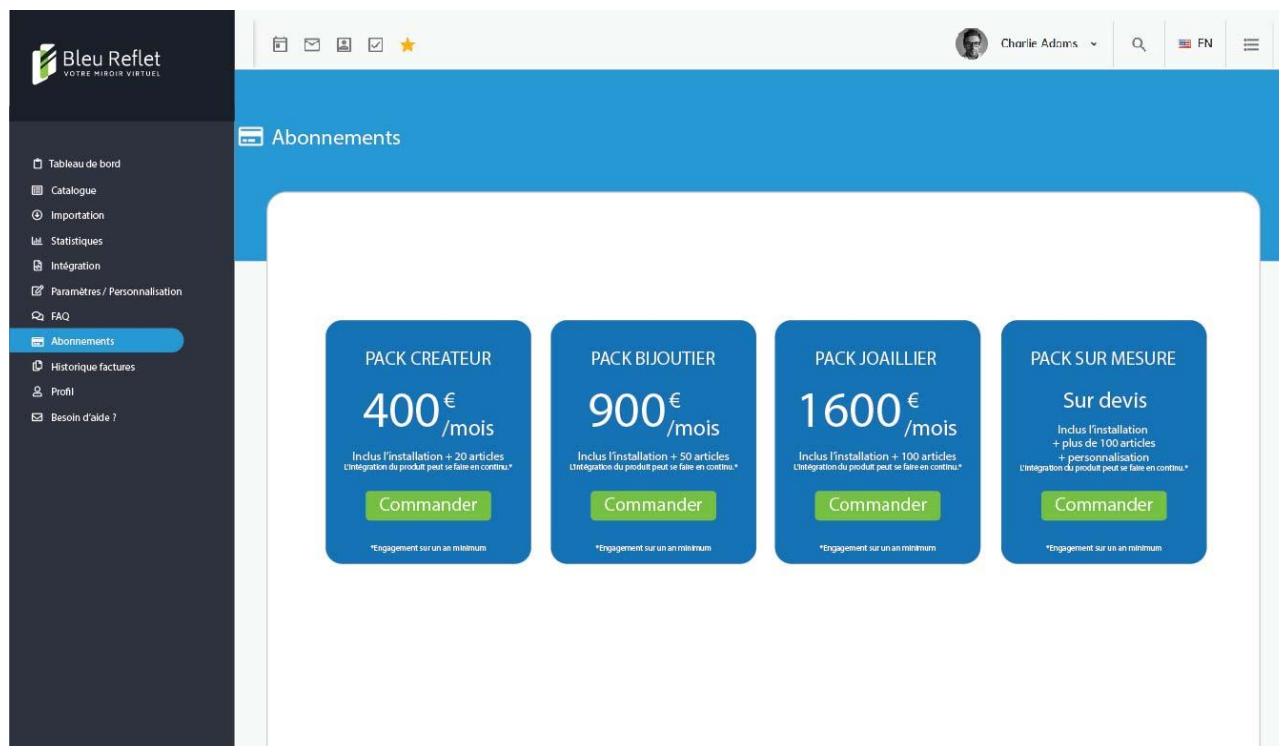 Bleu Reflet
VOTRE MIROIR VIRTUEL
Charlie Adams
EN
Abonnements
Tableau de bord
Catalogue
Importation
Statistiques
Intégration
Paramètres / Personnalisation
FAQ
Abonnements
Historique factures
Profil
Besoin d'aide ?
PACK CREATEUR
400€/mois
Inclus l'installation + 20 articles
L'intégration du produit peut se faire en continu.*
Commander
*Engagement sur un an minimum
PACK BIJOUTIER
900€/mois
Inclus l'installation + 50 articles
L'intégration du produit peut se faire en continu.*
Commander
*Engagement sur un an minimum
PACK JOAILLIER
1600€/mois
Inclus l'installation + 100 articles
L'intégration du produit peut se faire en continu.*
Commander
*Engagement sur un an minimum
PACK SUR MESURE
Sur devis
Inclus l'installation
+ plus de 100 articles
+ personnalisation
L'intégration du produit peut se faire en continu.*
Commander
*Engagement sur un an minimum